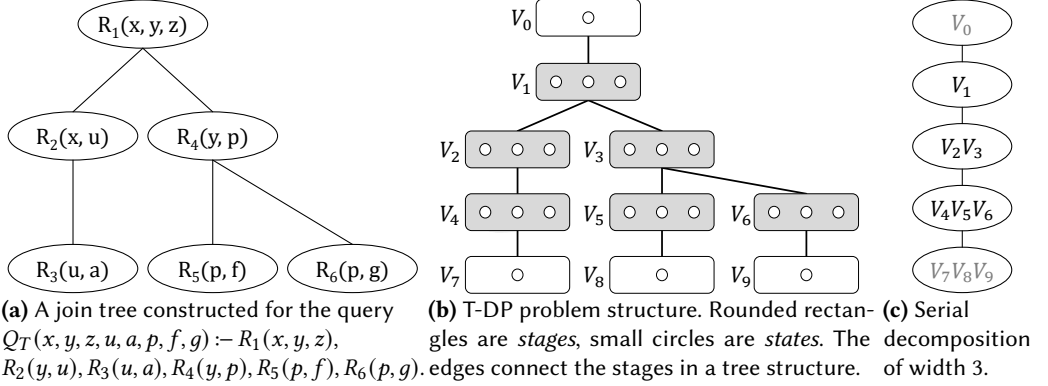 R1(x, y, z)
R2(x, u)
R4(y, p)
R3(u, a)
R5(p, f)
R6(p, g)
(a) A join tree constructed for the query
QT(x, y, z, u, a, p, f, g) :− R1(x, y, z),
R2(y, u), R3(u, a), R4(y, p), R5(p, f), R6(p, g).
V0
V1
V2
V3
V4
V5
V6
V7
V8
V9
(b) T-DP problem structure. Rounded rectan-
gles are stages, small circles are states. The
edges connect the stages in a tree structure.
V0
V1
V2V3
V4V5V6
V7V8V9
(c) Serial
decomposition
of width 3.